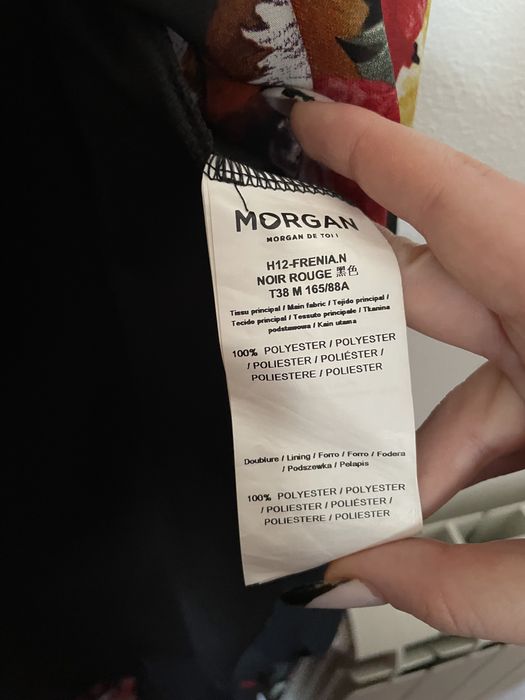 MORGAN
MORGAN DE TOI !
H12-FRENIA.N
NOIR ROUGE 黑色
T38 M 165/88A
Tissu principal / Main fabric / Tejido principal /
Tecido principal / Tessuto principale / Tkanina
podstawowa / Kain utama
100% POLYESTER / POLYESTER
/ POLIESTER / POLIÉSTER /
POLIESTERE / POLIESTER
Doublure / Lining / Forro / Forro / Fodera
/ Podszewka / Pelapis
100% POLYESTER / POLYESTER
/ POLIESTER / POLIÉSTER /
POLIESTERE / POLIESTER